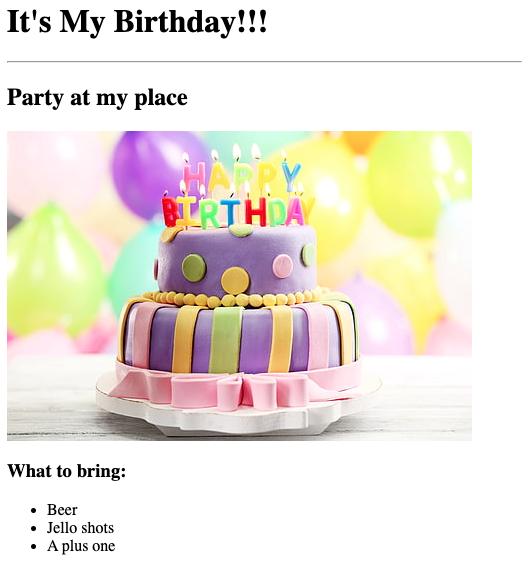 It's My Birthday!!!
Party at my place
HAPPY
BIRTHDAY
What to bring:
Beer
Jello shots
A plus one